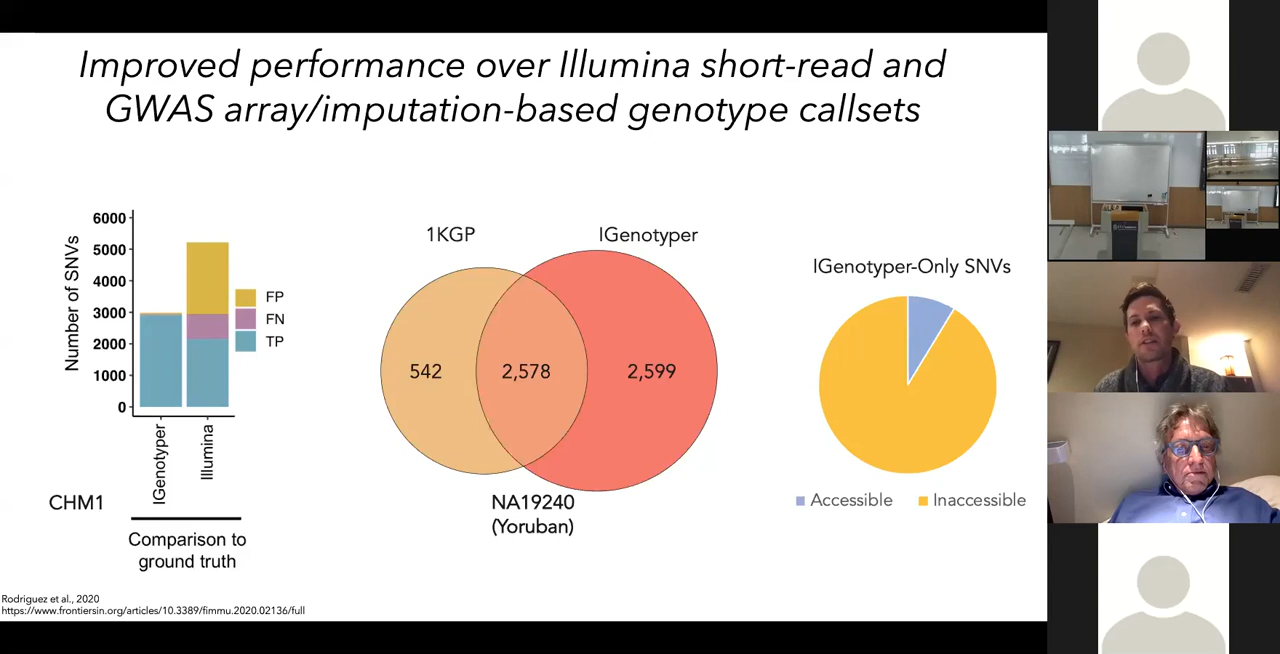 Improved performance over Illumina short-read and
GWAS array/imputation-based genotype callsets
6000
5000
4000
3000
2000
1000
0
Number of SNVs
FP
FN
TP
IGenotyper
Illumina
CHM1
Comparison to
ground truth
1KGP
IGenotyper
542
2,578
2,599
NA19240
(Yoruban)
IGenotyper-Only SNVs
Accessible
Inaccessible
Rodriguez et al., 2020
https://www.frontiersin.org/articles/10.3389/fimmu.2020.02136/full